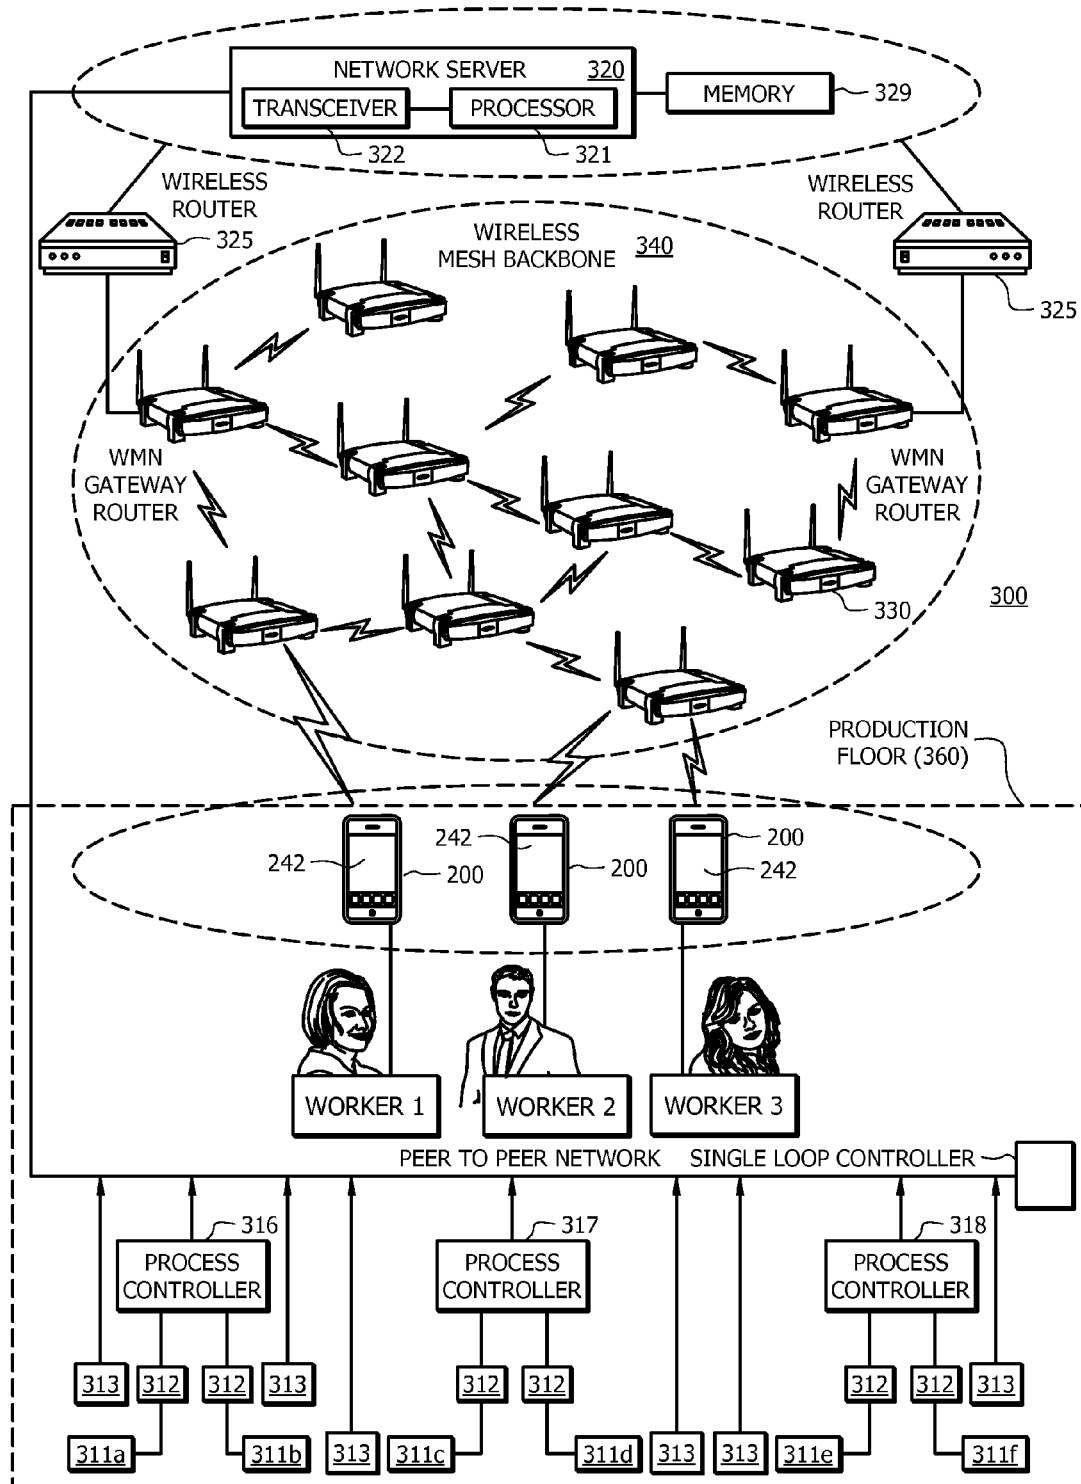 NETWORK SERVER 320
TRANSCEIVER
PROCESSOR
MEMORY
329
322
321
WIRELESS
ROUTER
325
WIRELESS
ROUTER
325
WIRELESS
MESH BACKBONE
340
WMN
GATEWAY
ROUTER
WMN
GATEWAY
ROUTER
330
300
PRODUCTION
FLOOR (360)
242
200
242
200
200
242
WORKER 1
WORKER 2
WORKER 3
PEER TO PEER NETWORK
SINGLE LOOP CONTROLLER
316
317
318
PROCESS
CONTROLLER
PROCESS
CONTROLLER
PROCESS
CONTROLLER
313
312
312
313
312
312
312
312
313
311a
311b
313
311c
311d
313
313
311e
311f